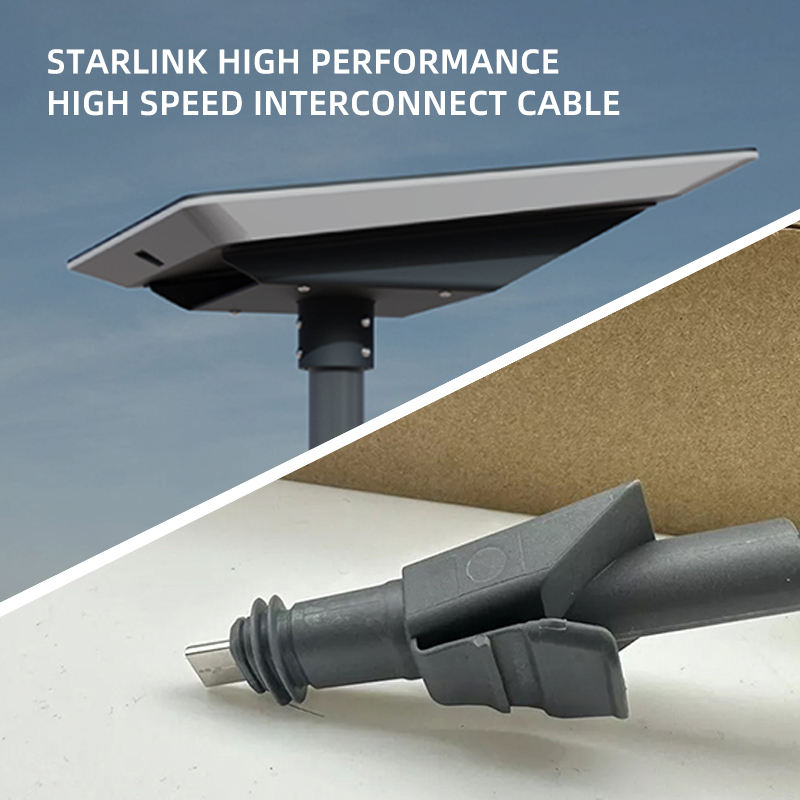 STARLINK HIGH PERFORMANCE
HIGH SPEED INTERCONNECT CABLE